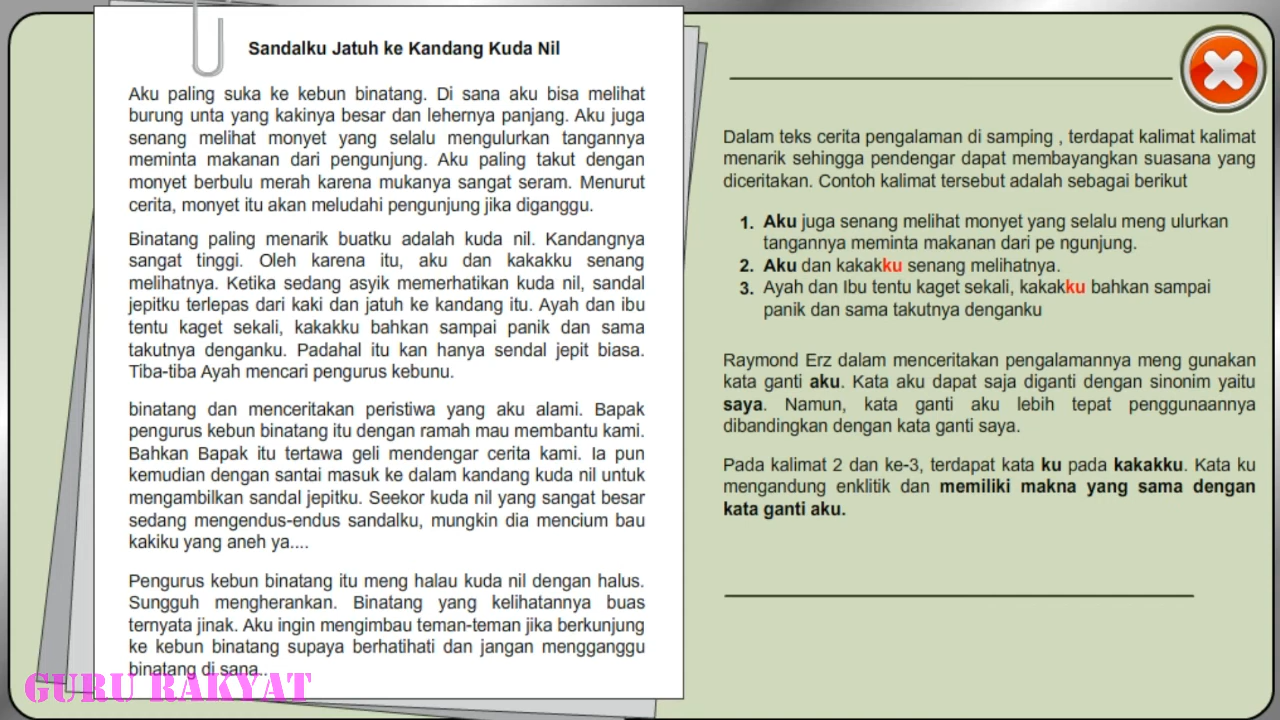 Sandalku Jatuh ke Kandang Kuda Nil
Aku paling suka ke kebun binatang. Di sana aku bisa melihat
burung unta yang kakinya besar dan lehernya panjang. Aku juga
senang melihat monyet yang selalu mengulurkan tangannya
meminta makanan dari pengunjung. Aku paling takut dengan
monyet berbulu merah karena mukanya sangat seram. Menurut
cerita, monyet itu akan meludahi pengunjung jika diganggu.
Binatang paling menarik buatku adalah kuda nil. Kandangnya
sangat tinggi. Oleh karena itu, aku dan kakakku senang
melihatnya. Ketika sedang asyik memerhatikan kuda nil, sandal
jepitku terlepas dari kaki dan jatuh ke kandang itu. Ayah dan ibu
tentu kaget sekali, kakakku bahkan sampai panik dan sama
takutnya denganku. Padahal itu kan hanya sendal jepit biasa.
Tiba-tiba Ayah mencari pengurus kebunu.
binatang dan menceritakan peristiwa yang aku alami. Bapak
pengurus kebun binatang itu dengan ramah mau membantu kami.
Bahkan Bapak itu tertawa geli mendengar cerita kami. Ia pun
kemudian dengan santai masuk ke dalam kandang kuda nil untuk
mengambilkan sandal jepitku. Seekor kuda nil yang sangat besar
sedang mengendus-endus sandalku, mungkin dia mencium bau
kakiku yang aneh ya....
Pengurus kebun binatang itu meng halau kuda nil dengan halus.
Sungguh mengherankan. Binatang yang kelihatannya buas
ternyata jinak. Aku ingin mengimbau teman-teman jika berkunjung
ke kebun binatang supaya berhatihati dan jangan mengganggu
binatang di sana..
GURU RAKYAT
Dalam teks cerita pengalaman di samping , terdapat kalimat kalimat
menarik sehingga pendengar dapat membayangkan suasana yang
diceritakan. Contoh kalimat tersebut adalah sebagai berikut
1. Aku juga senang melihat monyet yang selalu meng ulurkan
tangannya meminta makanan dari pe ngunjung.
2. Aku dan kakakku senang melihatnya.
3. Ayah dan Ibu tentu kaget sekali, kakakku bahkan sampai
panik dan sama takutnya denganku
Raymond Erz dalam menceritakan pengalamannya meng gunakan
kata ganti aku. Kata aku dapat saja diganti dengan sinonim yaitu
saya. Namun, kata ganti aku lebih tepat penggunaannya
dibandingkan dengan kata ganti saya.
Pada kalimat 2 dan ke-3, terdapat kata ku pada kakakku. Kata ku
mengandung enklitik dan memiliki makna yang sama dengan
kata ganti aku.